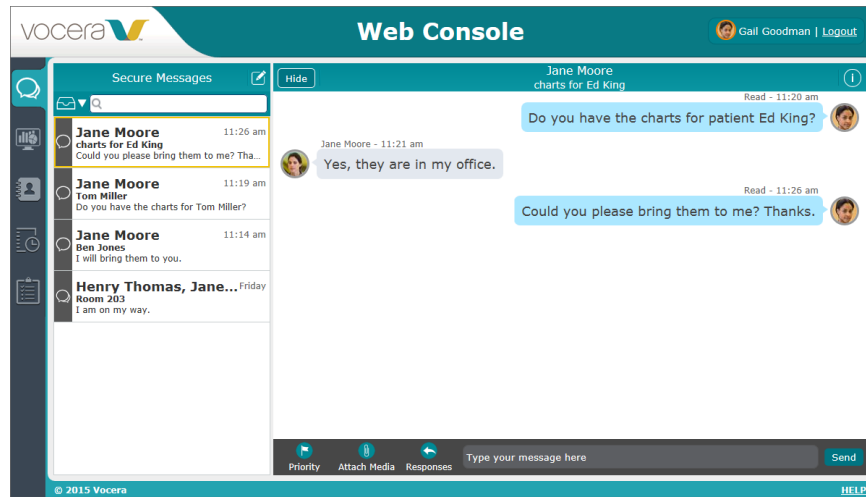 vocera
Web Console
Gail Goodman | Logout
Secure Messages
Hide
Jane Moore
charts for Ed King
Jane Moore 11:26 am
charts for Ed King
Could you please bring them to me? Tha...
Jane Moore 11:19 am
Tom Miller
Do you have the charts for Tom Miller?
Jane Moore 11:14 am
Ben Jones
I will bring them to you.
Henry Thomas, Jane... Friday
Room 203
I am on my way.
Read - 11:20 am
Do you have the charts for patient Ed King?
Jane Moore - 11:21 am
Yes, they are in my office.
Read - 11:26 am
Could you please bring them to me? Thanks.
Priority
Attach Media
Responses
Type your message here
Send
© 2015 Vocera
HELP